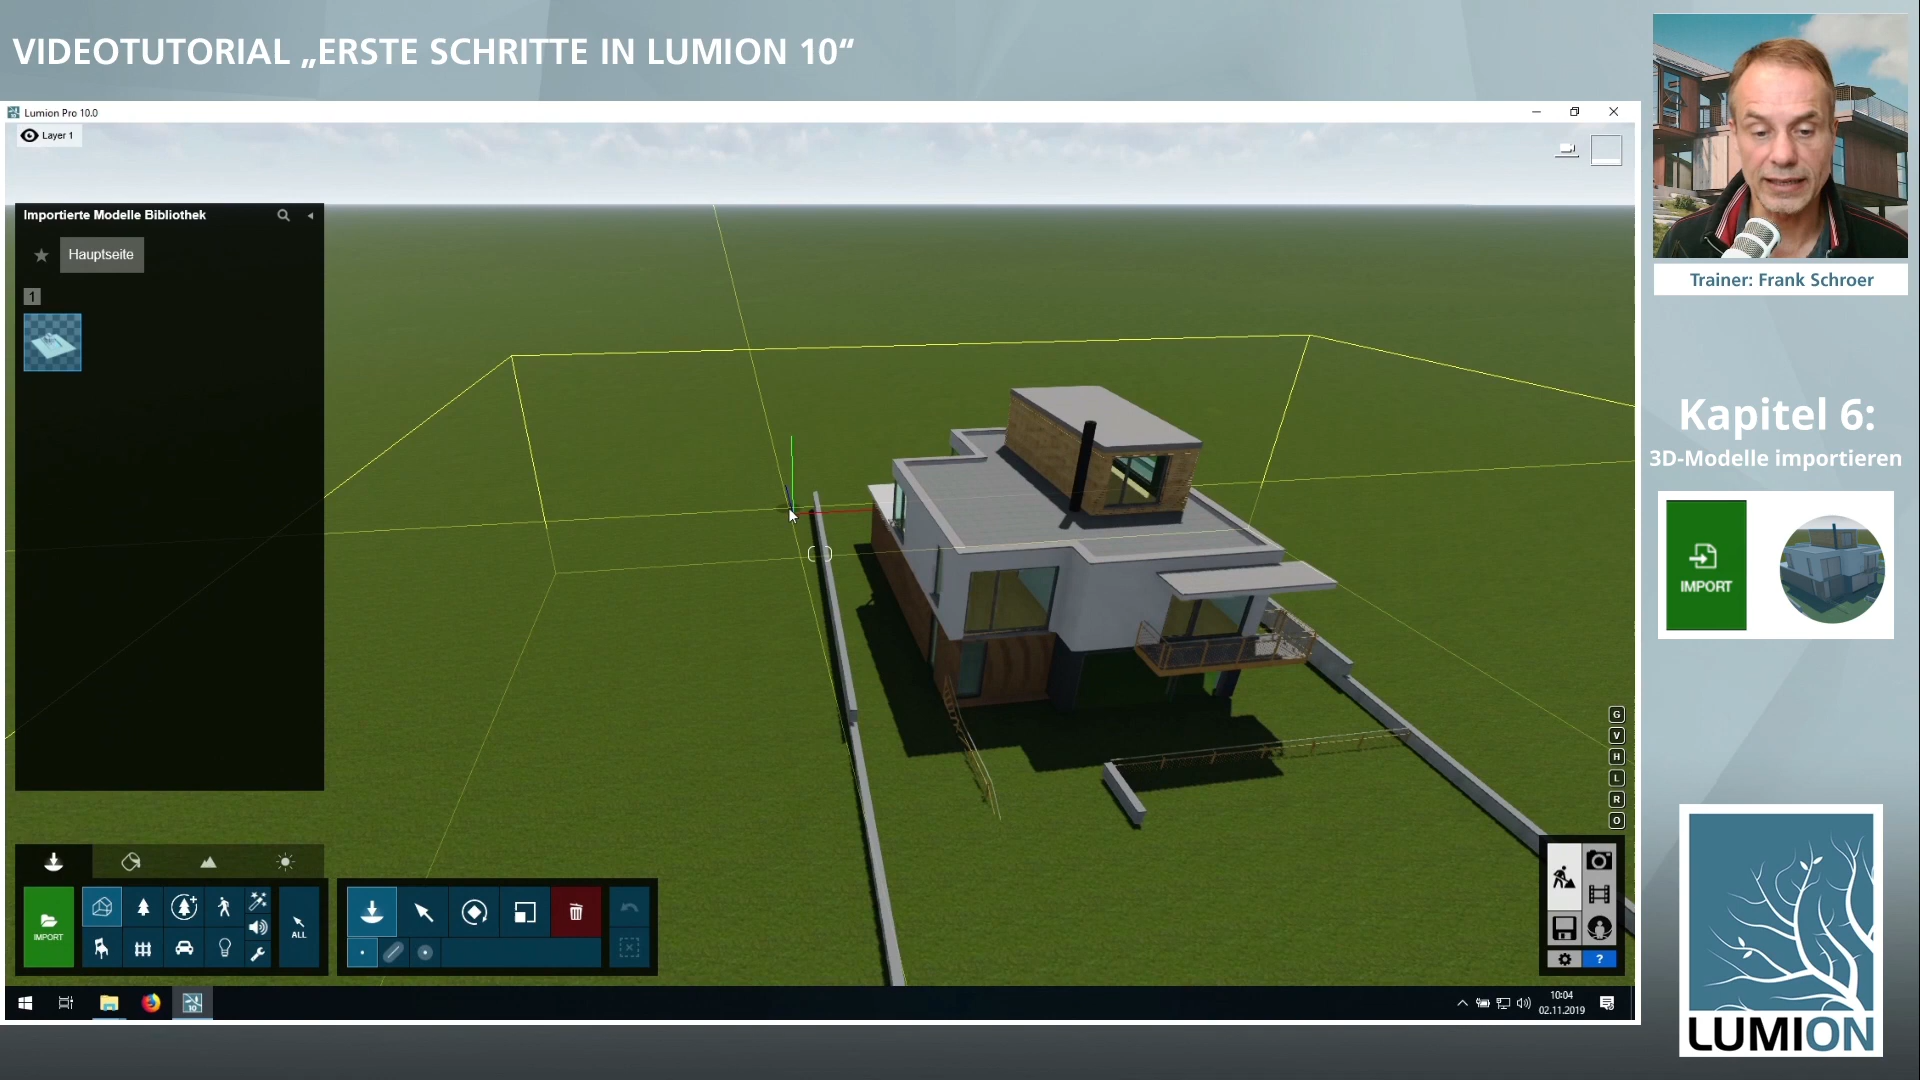 VIDEOTUTORIAL „ERSTE SCHRITTE IN LUMION 10“
Lumion Pro 10.0
Layer 1
Importierte Modelle Bibliothek
Hauptseite
1
Trainer: Frank Schroer
Kapitel 6:
3D-Modelle importieren
IMPORT
G
V
H
L
R
O
IMPORT
ALL
?
10
10:04
02.11.2019
LUMION